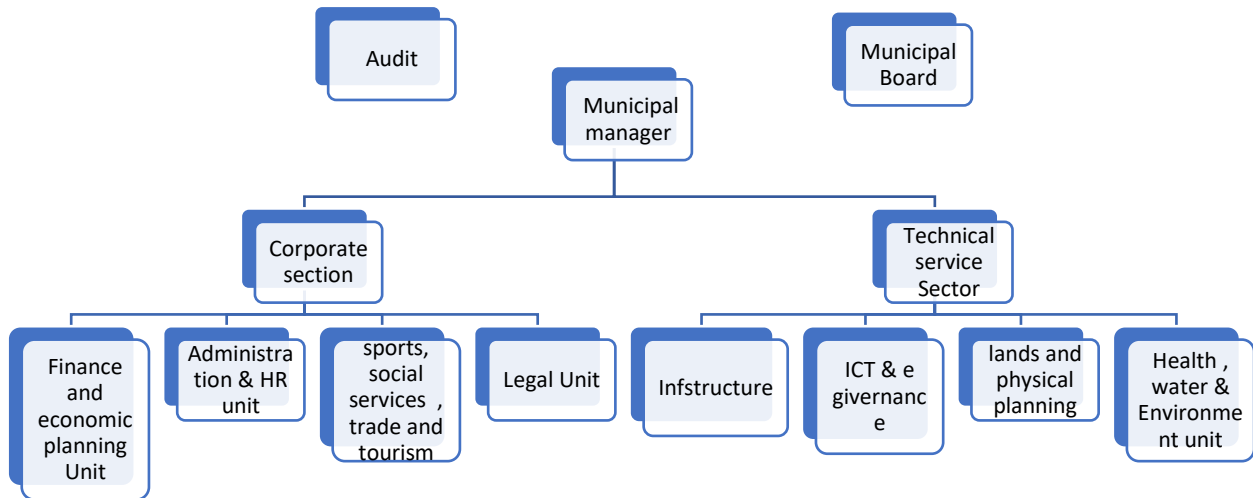 Audit
Municipal
Board
Municipal
manager
Corporate
section
Technical
service
Sector
Finance
and
economic
planning
Unit
Administra
tion & HR
unit
sports,
social
services ,
trade and
tourism
Legal Unit
Infstructure
ICT & e
givernanc
e
lands and
physical
planning
Health ,
water &
Environme
nt unit